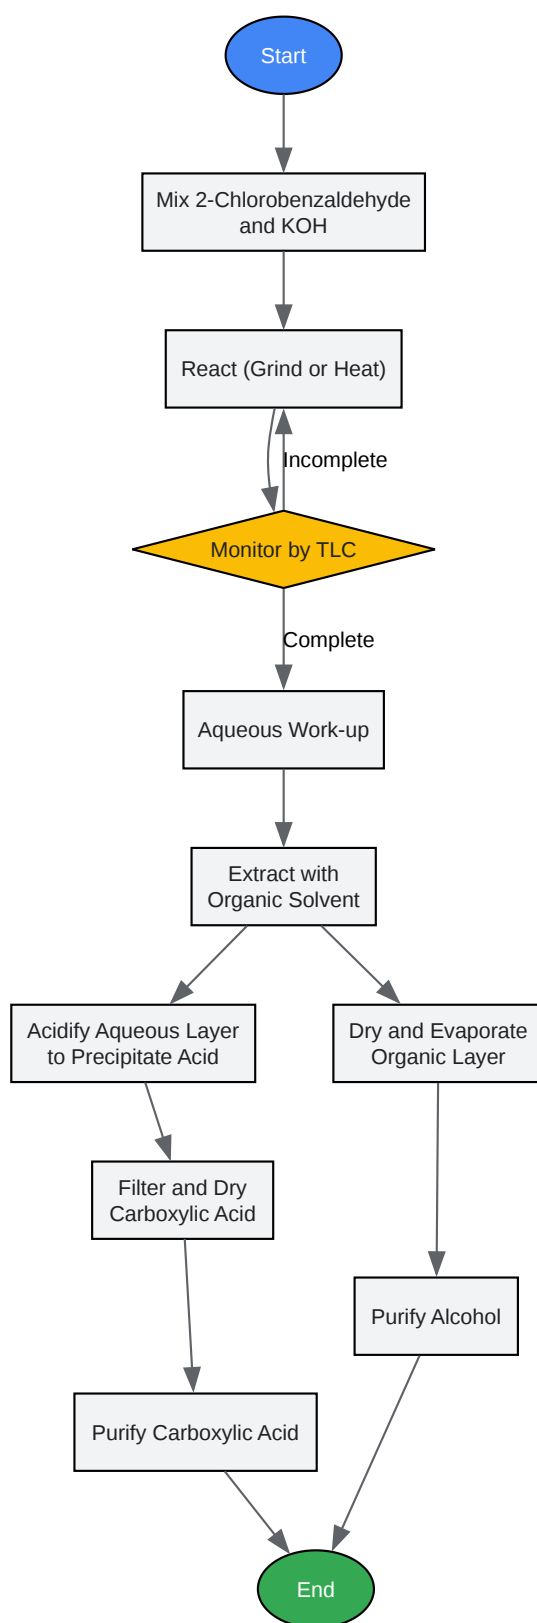 Start
Mix 2-Chlorobenzaldehyde
and KOH
React (Grind or Heat)
Incomplete
Monitor by TLC
Complete
Aqueous Work-up
Extract with
Organic Solvent
Acidify Aqueous Layer
to Precipitate Acid
Dry and Evaporate
Organic Layer
Filter and Dry
Carboxylic Acid
Purify Alcohol
Purify Carboxylic Acid
End